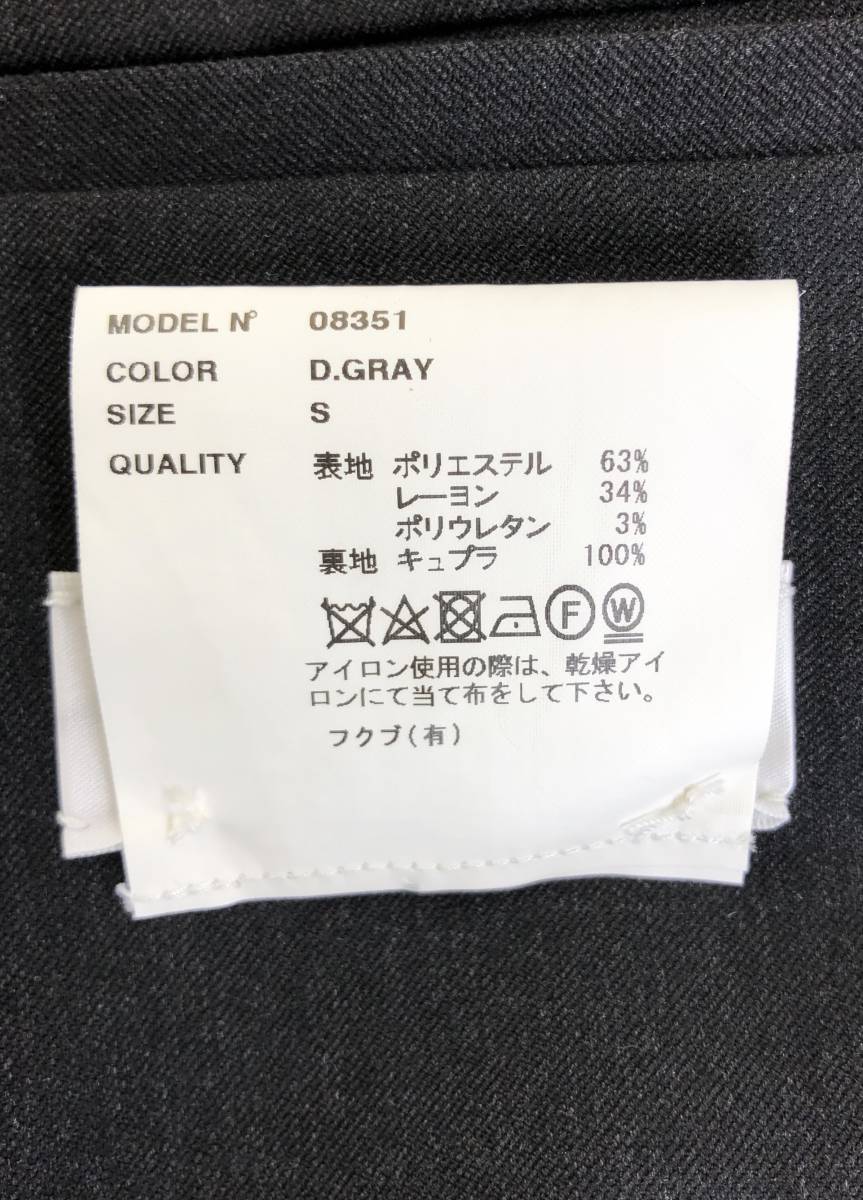 MODEL N° 08351
COLOR D.GRAY
SIZE S
QUALITY 表地 ポリエステル 63%
レーヨン 34%
ポリウレタン 3%
裏地 キュプラ 100%
F W
アイロン使用の際は、乾燥アイ
ロンにて当て布をして下さい。
フクブ(有)